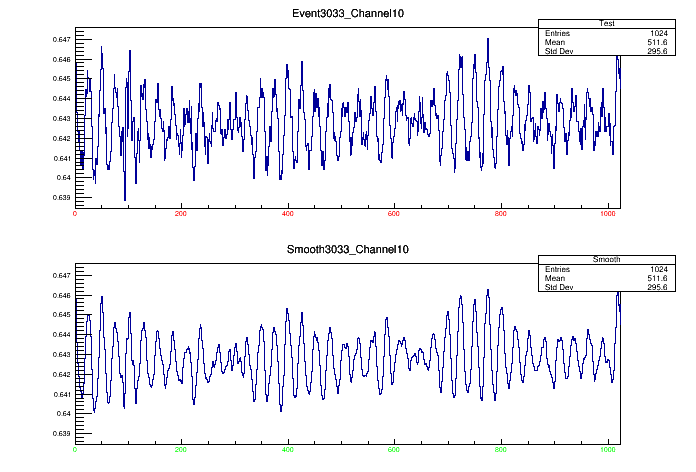 Event3033_Channel10
Test
Entries 1024
Mean 511.6
Std Dev 295.6
0.647
0.646
0.645
0.644
0.643
0.642
0.641
0.64
0.639
0 200 400 600 800 1000
Smooth3033_Channel10
Smooth
Entries 1024
Mean 511.6
Std Dev 295.6
0.647
0.646
0.645
0.644
0.643
0.642
0.641
0.64
0.639
0 200 400 600 800 1000